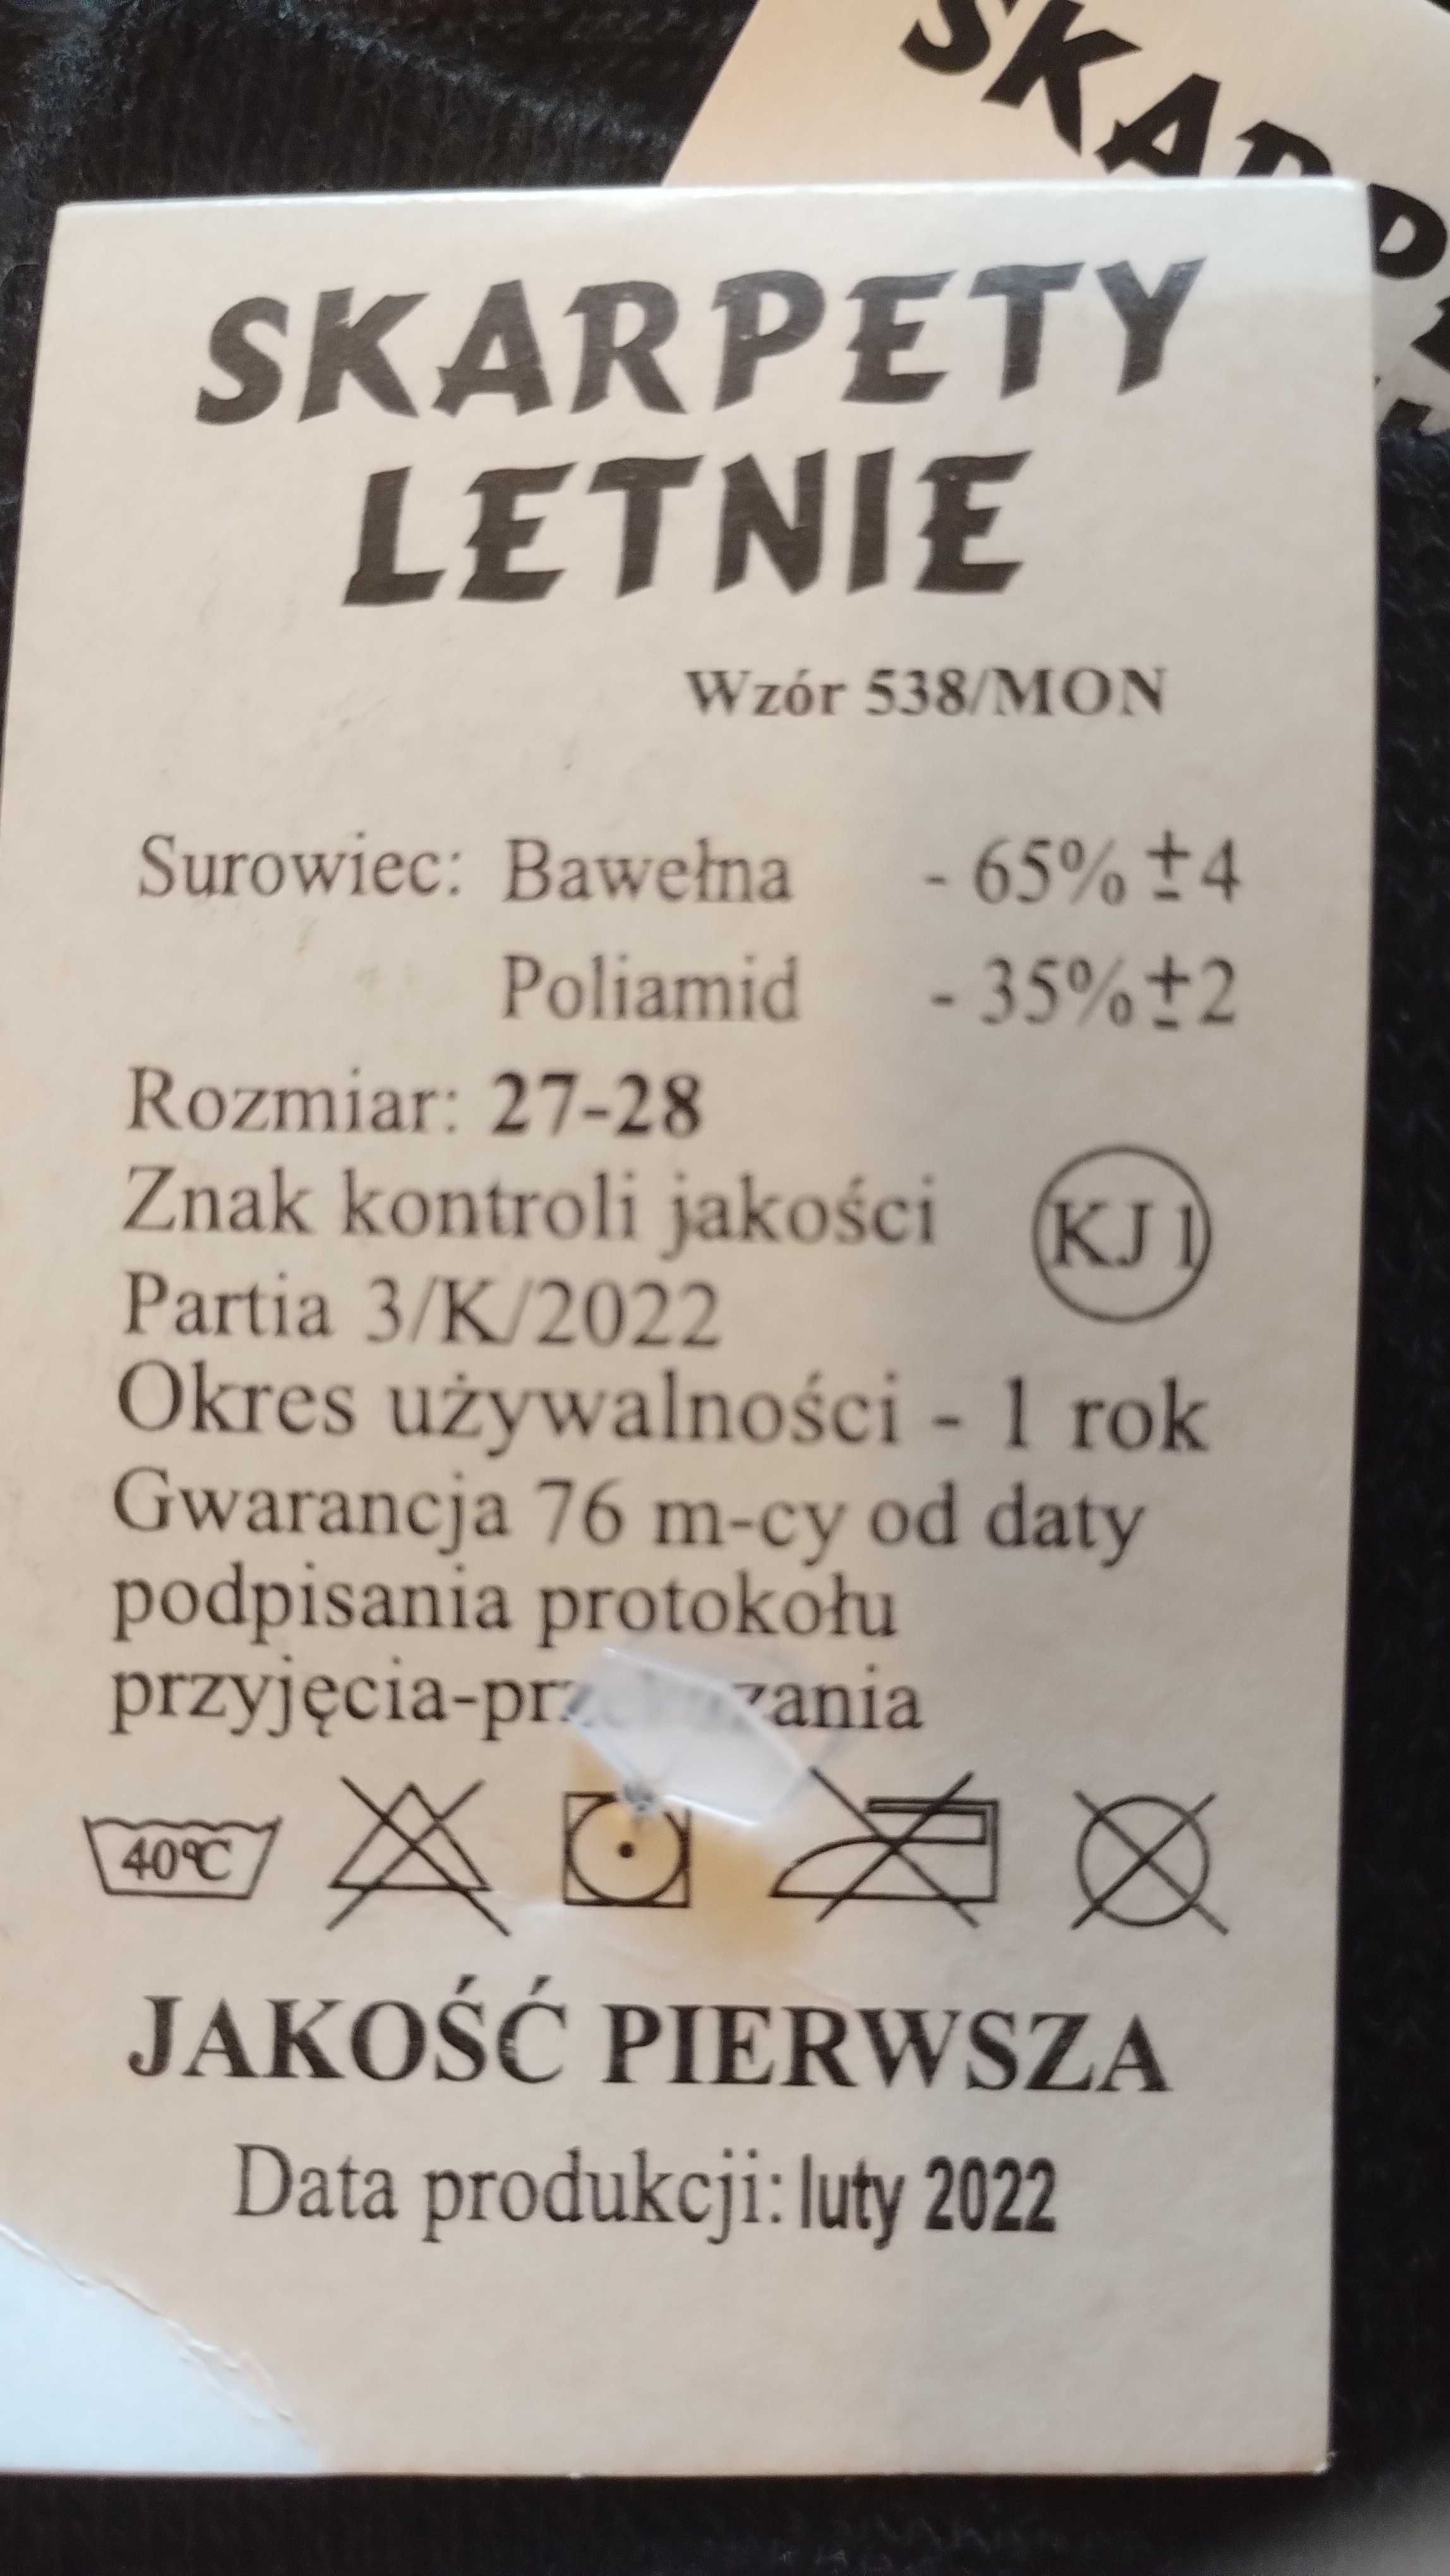 SKARPETY
LETNIE
Wzór 538/MON
Surowiec: Bawełna - 65% ±4
Poliamid - 35% ±2
Rozmiar: 27-28
Znak kontroli jakości KJ 1
Partia 3/K/2022
Okres używalności - 1 rok
Gwarancja 76 m-cy od daty
podpisania protokołu
40°C
JAKOŚĆ PIERWSZA
Data produkcji: luty 2022